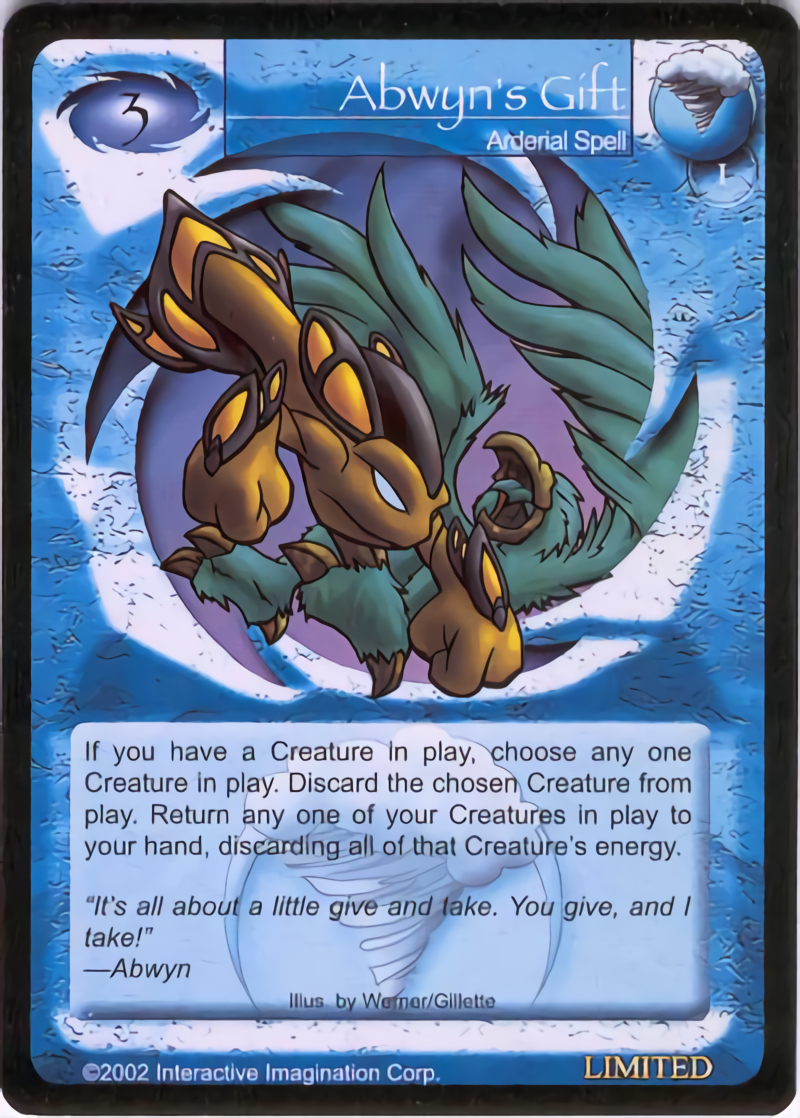 3
Abwyn's Gift
Arderial Spell
1
If you have a Creature in play, choose any one
Creature in play. Discard the chosen Creature from
play. Return any one of your Creatures in play to
your hand, discarding all of that Creature's energy.
"It's all about a little give and take. You give, and I
take!"
—Abwyn
Illus. by Werner/Gillette
©2002 Interactive Imagination Corp.
LIMITED